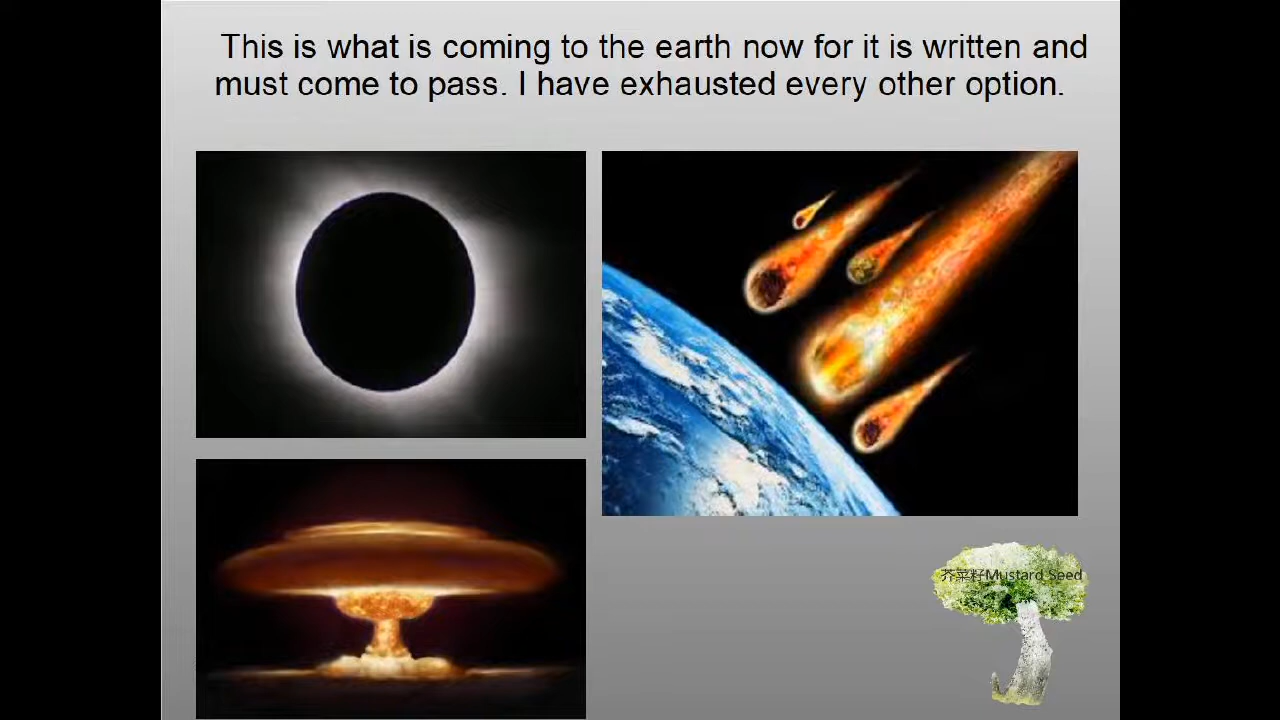 This is what is coming to the earth now for it is written and
must come to pass. I have exhausted every other option.
芥菜籽Mustard Seed